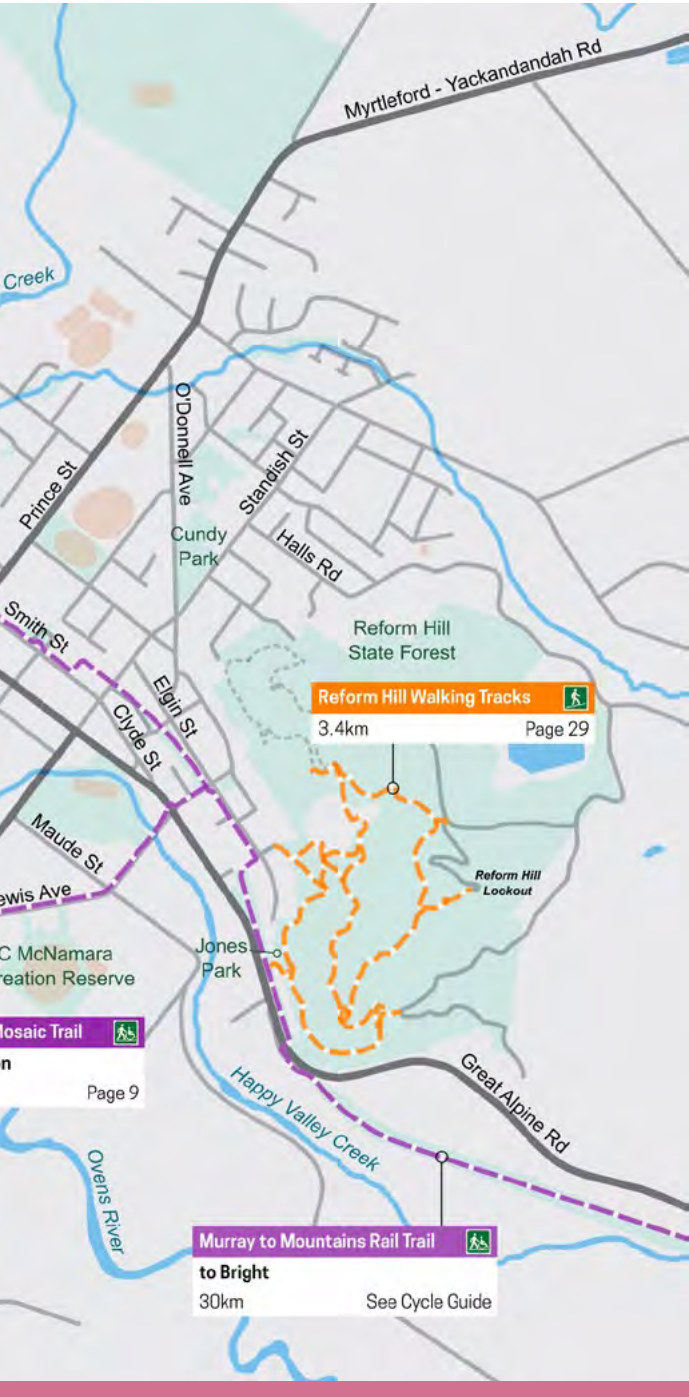 Myrtleford - Yackandandah Rd
Creek
O'Donnell Ave
Standish St
Prince St
Cundy
Park
Halls Rd
Smith St
Reform Hill
State Forest
Elgin St
Reform Hill Walking Tracks
3.4km Page 29
Clyde St
Maude St
Reform Hill
Lookout
ewis Ave
C McNamara
reation Reserve
Jones
Park
Mosaic Trail
n
Page 9
Great Alpine Rd
Happy Valley Creek
Ovens River
Murray to Mountains Rail Trail
to Bright
30km See Cycle Guide